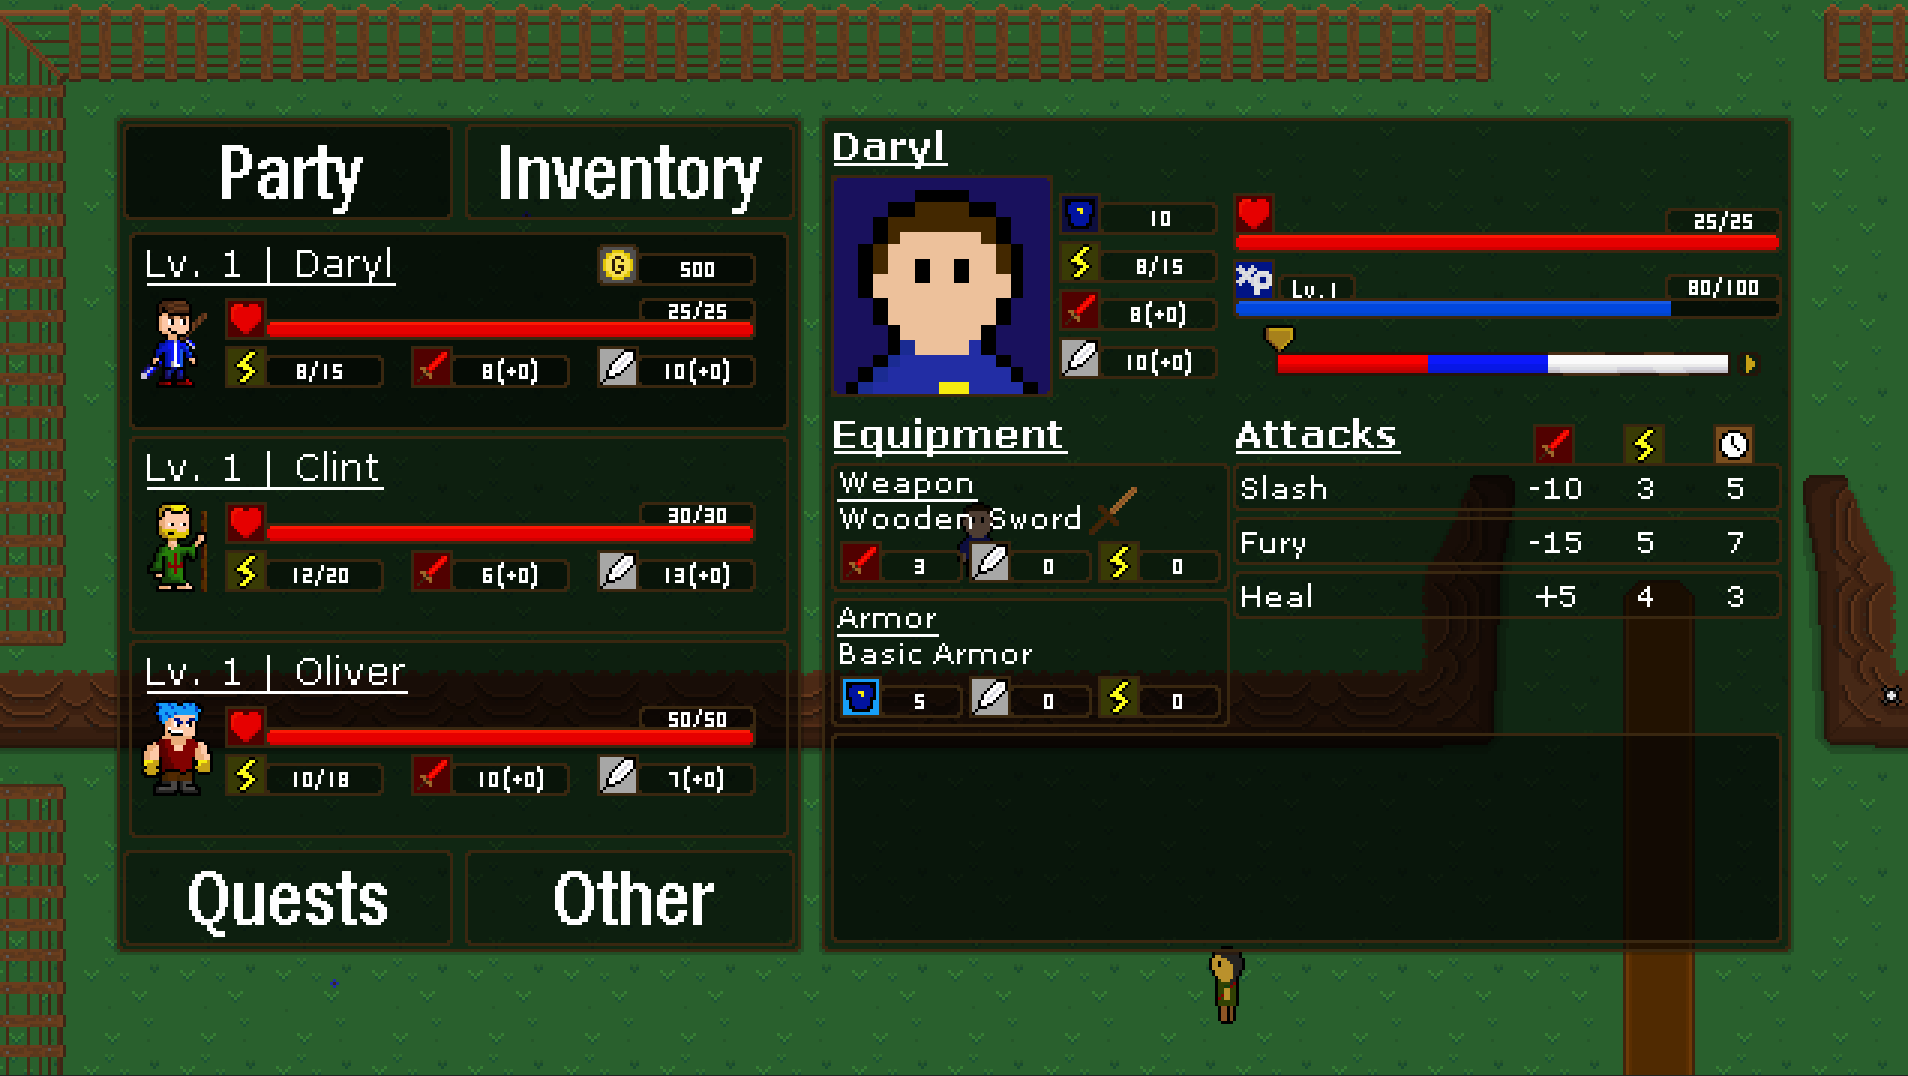 Party Inventory
Lv. 1 | Daryl G 500
25/25
8/15 8(+0) 10(+0)
Lv. 1 | Clint
30/30
12/20 6(+0) 13(+0)
Lv. 1 | Oliver
50/50
10/18 10(+0) 7(+0)
Quests Other
Daryl
10
8/15
8(+0)
10(+0)
25/25
XP Lv.1 80/100
Equipment
Weapon
Wooden Sword
3 0 0
Armor
Basic Armor
5 0 0
Attacks
Slash -10 3 5
Fury -15 5 7
Heal +5 4 3